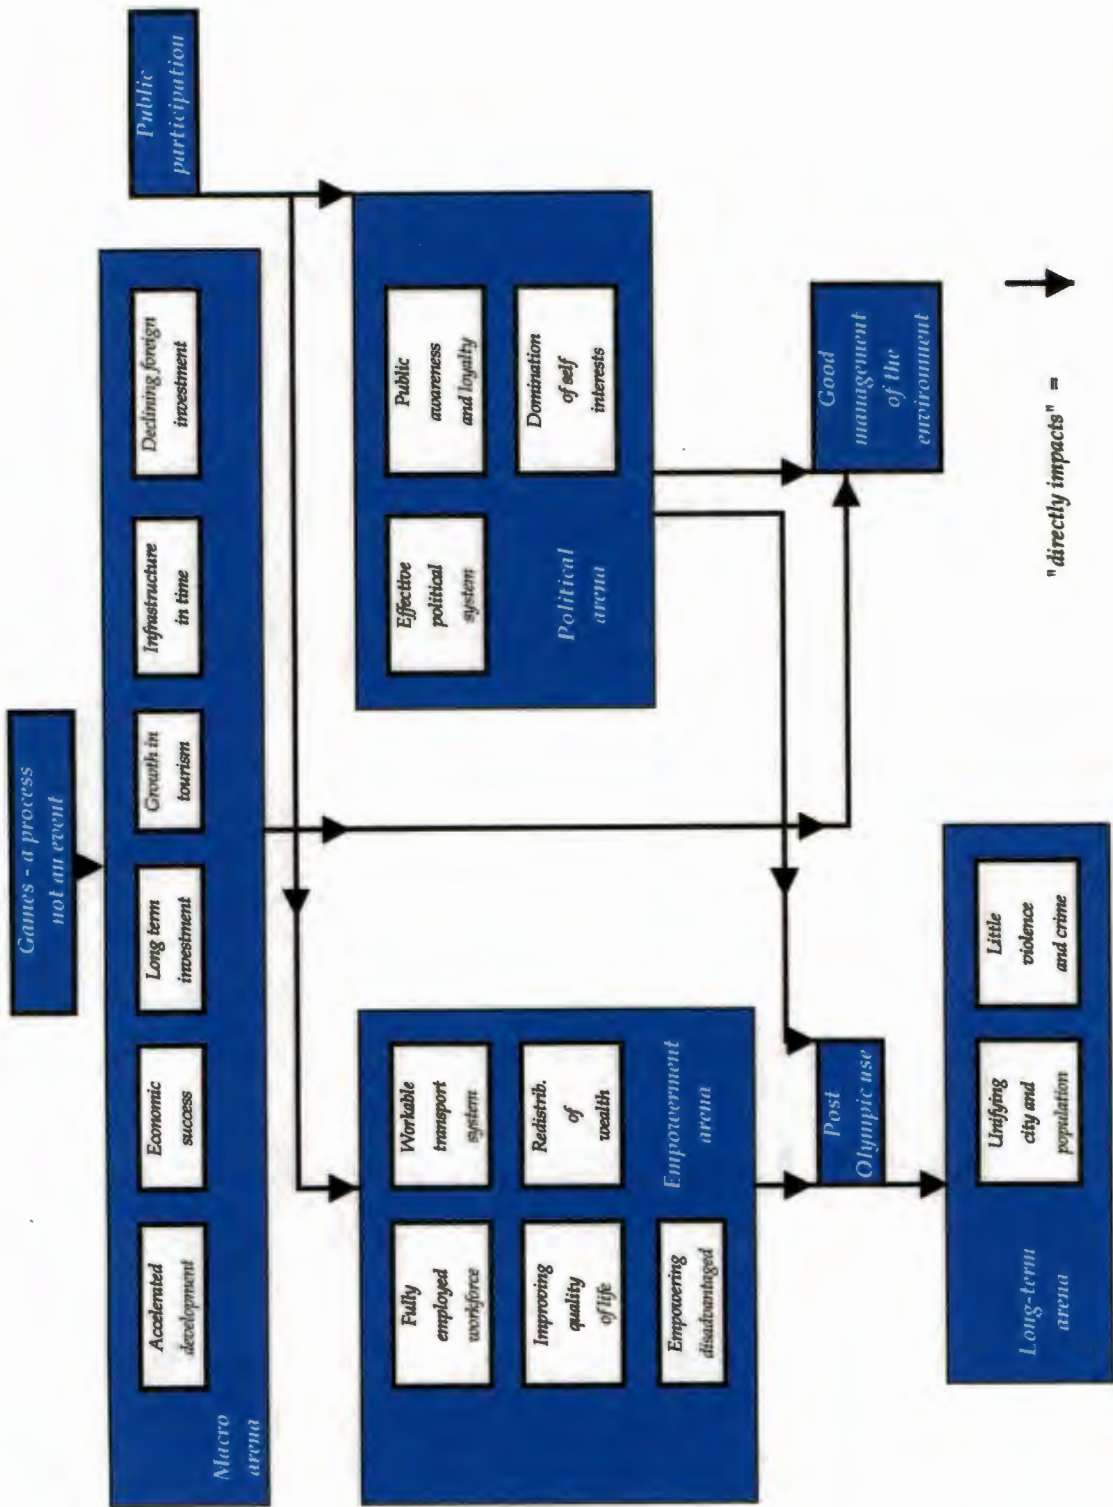 Games - a process
not an event
Public
participation
Macro
arena
Accelerated
development
Economic
success
Long term
investment
Growth in
tourism
Infrastructure
in time
Declining foreign
investment
Fully
employed
workforce
Workable
transport
system
Improving
quality
of life
Redistrib.
of
wealth
Empowering
disadvantaged
Empowerment
arena
Effective
political
system
Public
awareness
and loyalty
Domination
of self
interests
Political
arena
Post
Olympic use
Good
management
of the
environment
Long-term
arena
Unifying
city and
population
Little
violence
and crime
"directly impacts" =